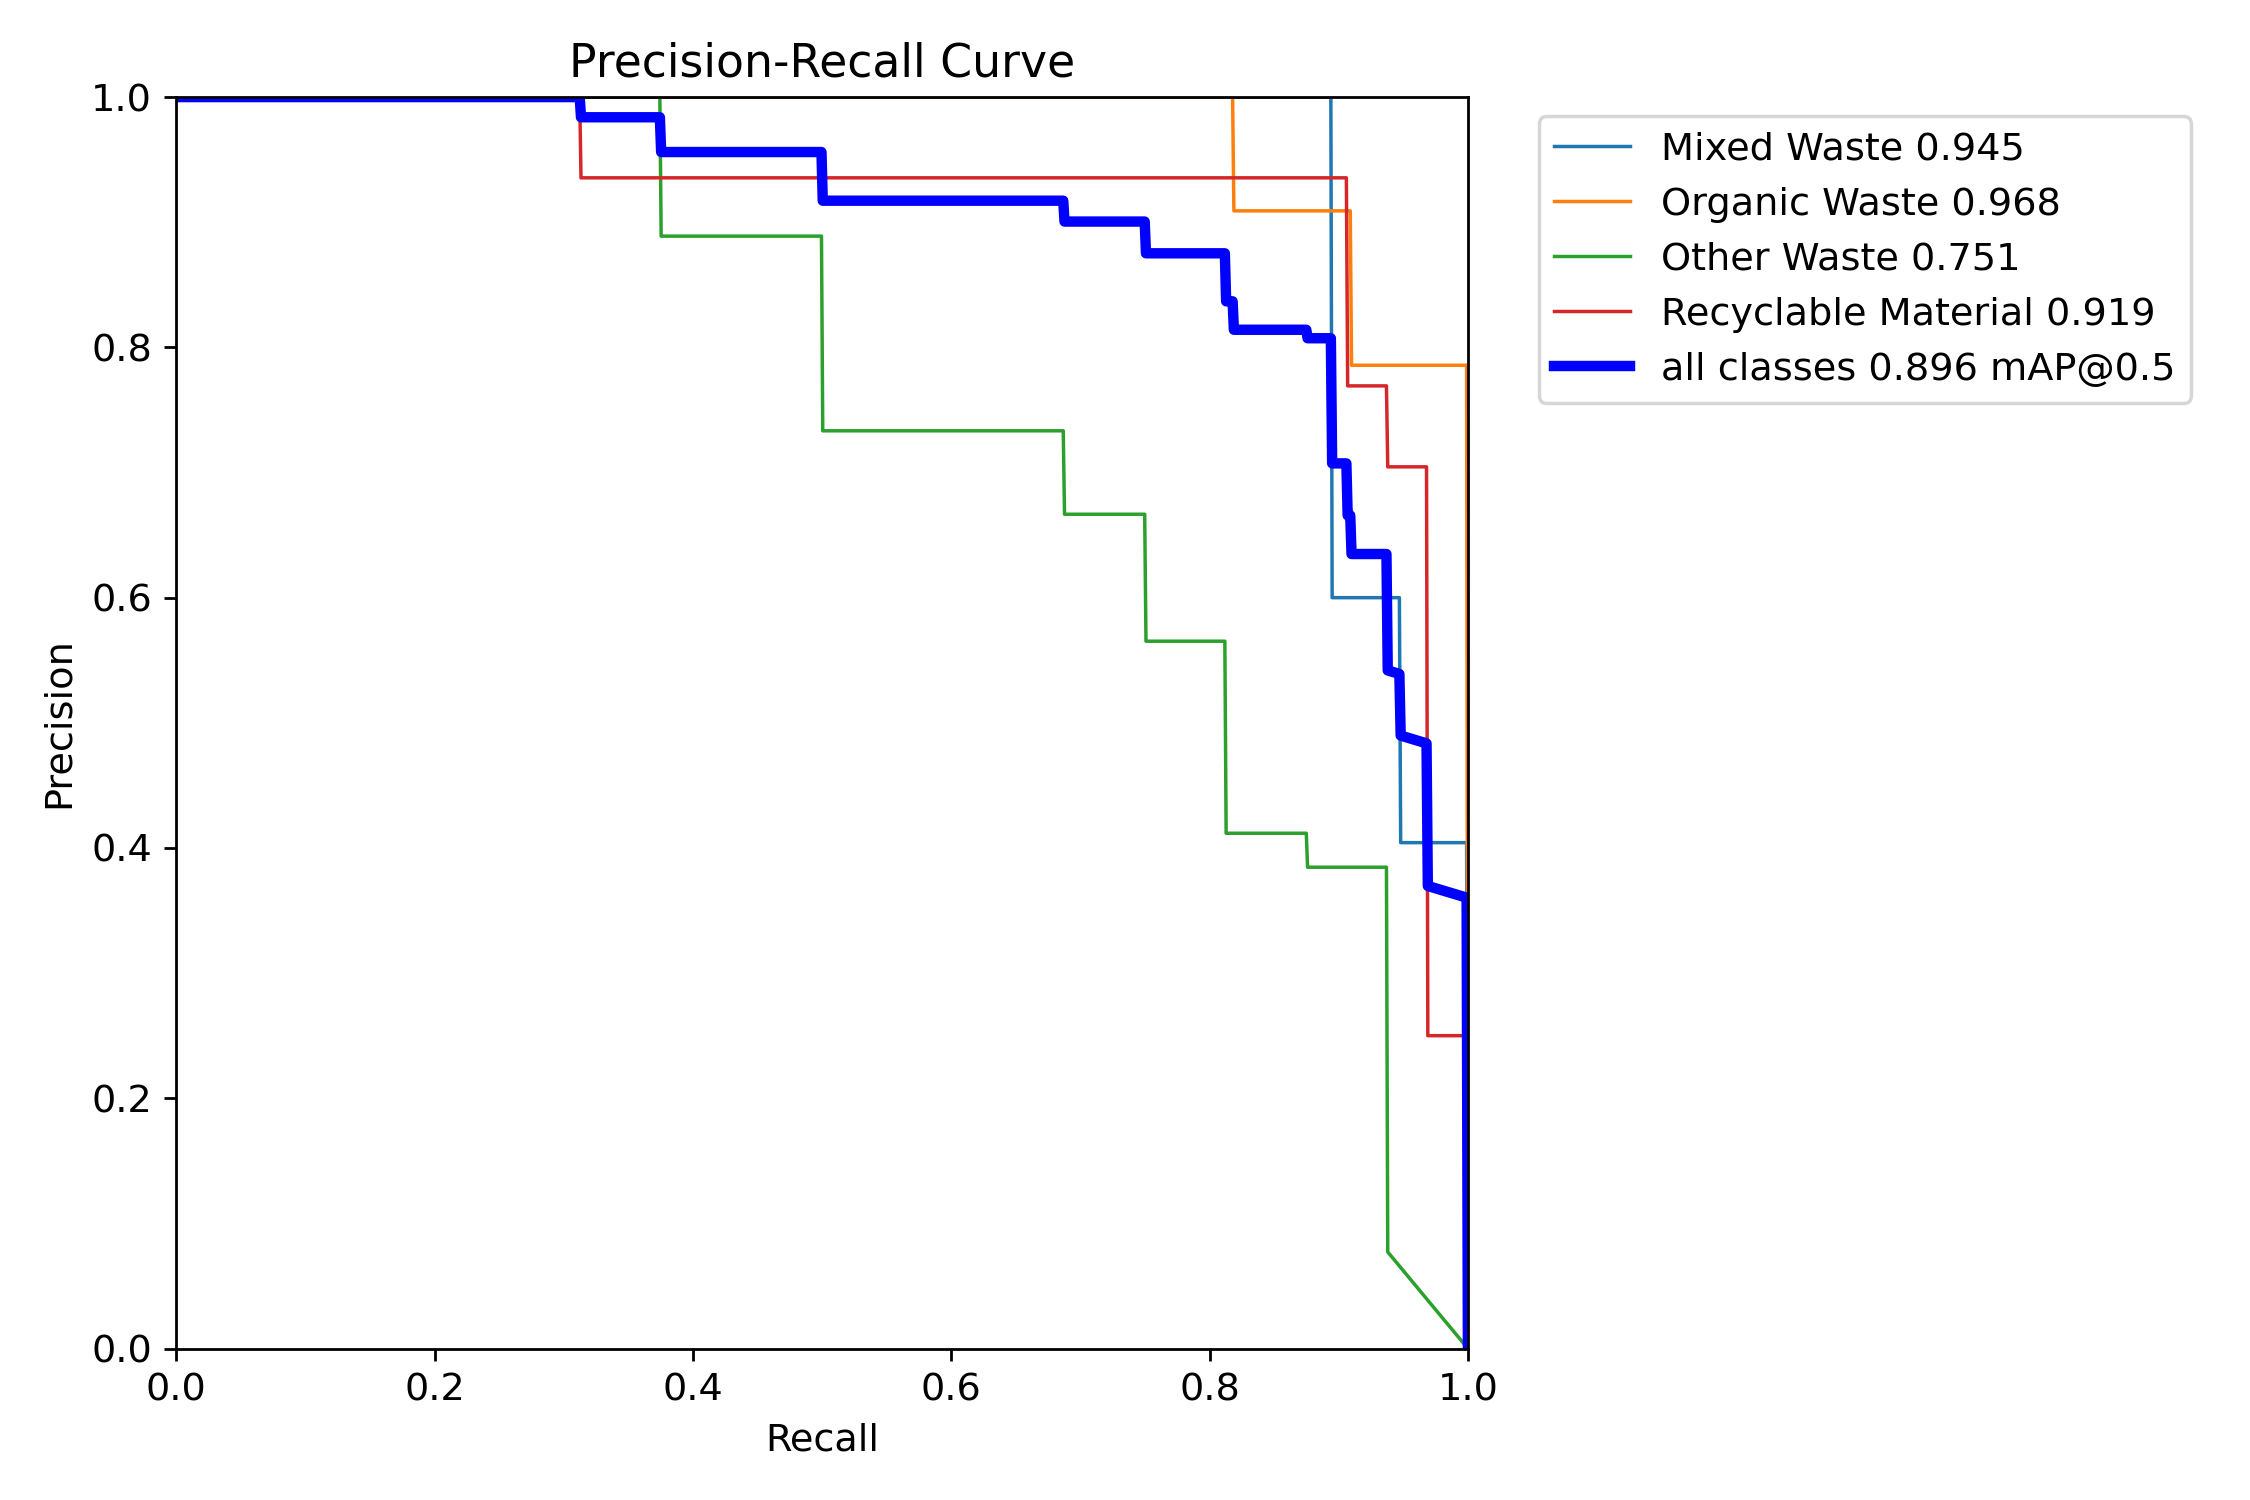 Precision-Recall Curve
1.0
0.8
0.6
0.4
0.2
0.0
Precision
0.0 0.2 0.4 0.6 0.8 1.0
Recall
Mixed Waste 0.945
Organic Waste 0.968
Other Waste 0.751
Recyclable Material 0.919
all classes 0.896 mAP@0.5